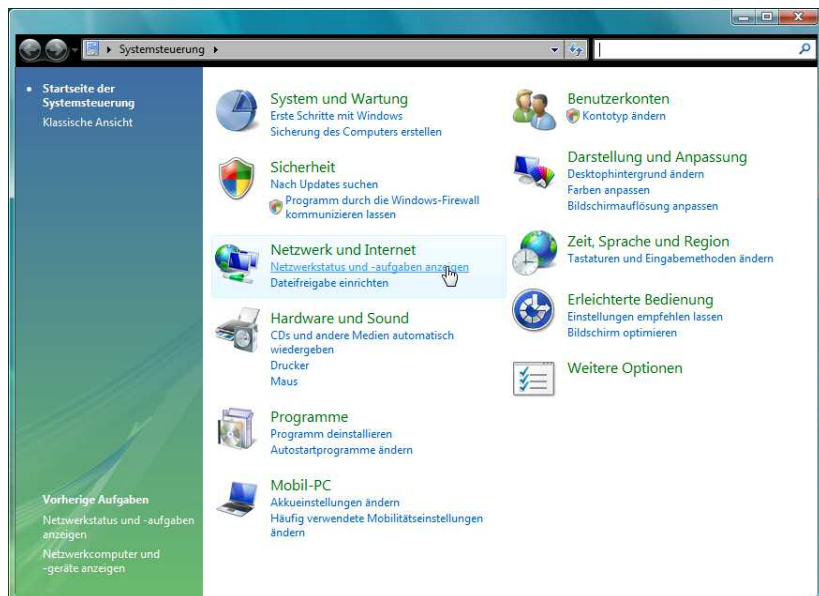 Systemsteuerung
Startseite der
Systemsteuerung
Klassische Ansicht
Vorherige Aufgaben
Netzwerkstatus und -aufgaben
anzeigen
Netzwerkcomputer und
-geräte anzeigen
System und Wartung
Erste Schritte mit Windows
Sicherung des Computers erstellen
Sicherheit
Nach Updates suchen
Programm durch die Windows-Firewall
kommunizieren lassen
Netzwerk und Internet
Netzwerkstatus und -aufgaben anzeigen
Dateifreigabe einrichten
Hardware und Sound
CDs und andere Medien automatisch
wiedergeben
Drucker
Maus
Programme
Programm deinstallieren
Autostartprogramme ändern
Mobil-PC
Akkueinstellungen ändern
Häufig verwendete Mobilitätseinstellungen
ändern
Benutzerkonten
Kontotyp ändern
Darstellung und Anpassung
Desktophintergrund ändern
Farben anpassen
Bildschirmauflösung anpassen
Zeit, Sprache und Region
Tastaturen und Eingabemethoden ändern
Erleichterte Bedienung
Einstellungen empfehlen lassen
Bildschirm optimieren
Weitere Optionen